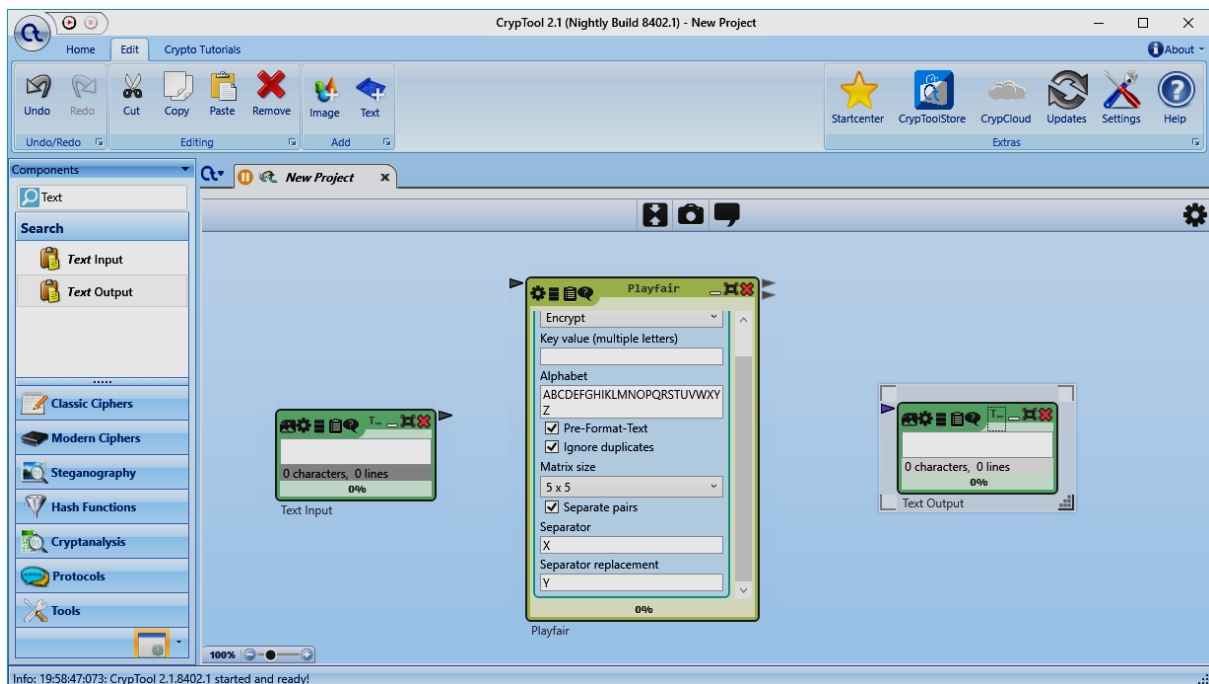 CrypTool 2.1 (Nightly Build 8402.1) - New Project
Home Edit Crypto Tutorials
About
Undo Redo Cut Copy Paste Remove Image Text
Startcenter CrypToolStore CrypCloud Updates Settings Help
Undo/Redo Editing Add Extras
Components
New Project x
Text
Search
Text Input
Text Output
Classic Ciphers
Modern Ciphers
Steganography
Hash Functions
Cryptanalysis
Protocols
Tools
T...
0 characters, 0 lines
0%
Text Input
Playfair
Encrypt
Key value (multiple letters)
Alphabet
ABCDEFGHIKLMNOPQRSTUVWXY
Z
Pre-Format-Text
Ignore duplicates
Matrix size
5 x 5
Separate pairs
Separator
X
Separator replacement
Y
0%
Playfair
T...
0 characters, 0 lines
0%
Text Output
100%
Info: 19:58:47:073: CrypTool 2.1.8402.1 started and ready!